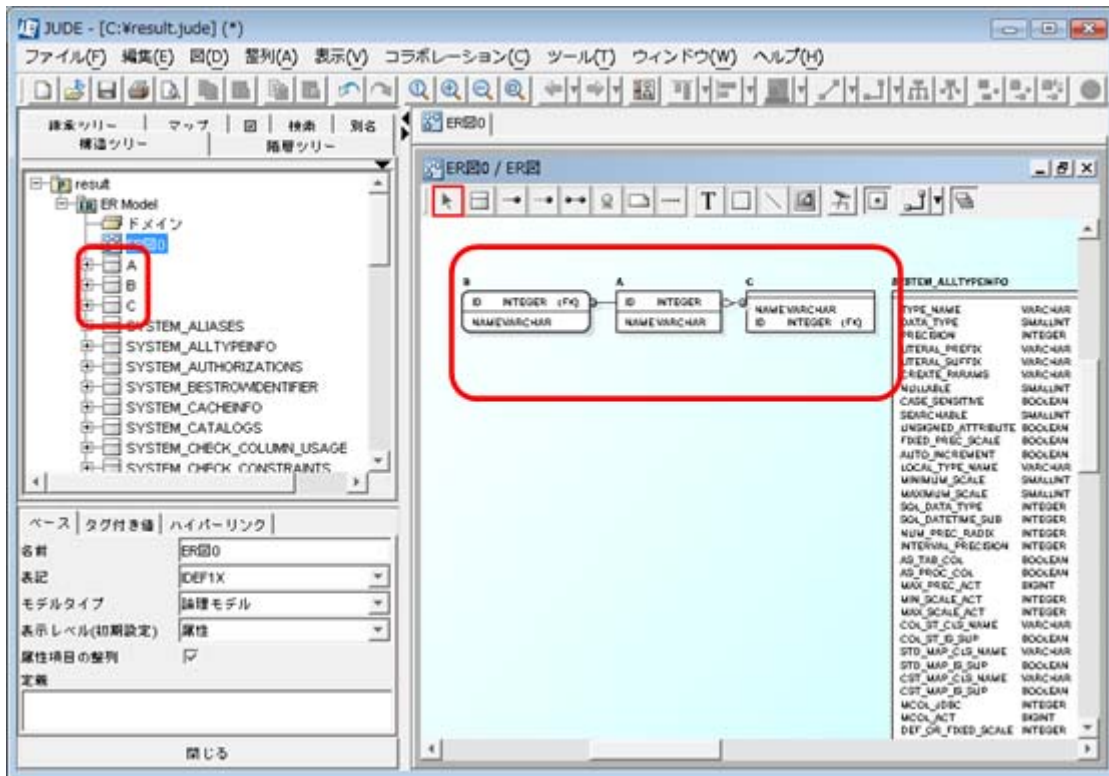 JUDE - [C:¥result.jude] (*)
ファイル(F) 編集(E) 図(D) 整列(A) 表示(V) コラボレーション(C) ツール(T) ウィンドウ(W) ヘルプ(H)
継承ツリー マップ 図 検索 別名
構造ツリー 階層ツリー
result
ER Model
ドメイン
ER図0
A
B
C
SYSTEM_ALIASES
SYSTEM_ALLTYPEINFO
SYSTEM_AUTHORIZATIONS
SYSTEM_BESTROWIDENTIFIER
SYSTEM_CACHEINFO
SYSTEM_CATALOGS
SYSTEM_CHECK_COLUMN_USAGE
SYSTEM_CHECK_CONSTRAINTS
ベース タグ付き値 ハイパーリンク
名前 ER図0
表記 IDEF1X
モデルタイプ 論理モデル
表示レベル(初期設定) 属性
属性項目の整列
定義
閉じる
ER図0
ER図0 / ER図
T
B
ID INTEGER (FK)
NAME VARCHAR
A
ID INTEGER
NAME VARCHAR
C
NAME VARCHAR
ID INTEGER (FK)
SYSTEM_ALLTYPEINFO
TYPE_NAME VARCHAR
DATA_TYPE SMALLINT
PRECISION INTEGER
LITERAL_PREFIX VARCHAR
LITERAL_SUFFIX VARCHAR
CREATE_PARAMS VARCHAR
NULLABLE SMALLINT
CASE_SENSITIVE BOOLEAN
SEARCHABLE SMALLINT
UNSIGNED_ATTRIBUTE BOOLEAN
FIXED_PREC_SCALE BOOLEAN
AUTO_INCREMENT BOOLEAN
LOCAL_TYPE_NAME VARCHAR
MINIMUM_SCALE SMALLINT
MAXIMUM_SCALE SMALLINT
SQL_DATA_TYPE INTEGER
SQL_DATETIME_SUB INTEGER
NUM_PREC_RADIX INTEGER
INTERVAL_PRECISION INTEGER
AS_TAB_COL BOOLEAN
AS_PROC_COL BOOLEAN
MAX_PREC_ACT BIGINT
MIN_SCALE_ACT INTEGER
MAX_SCALE_ACT INTEGER
COL_ST_CLS_NAME VARCHAR
COL_ST_IS_SUP BOOLEAN
STD_MAP_CLS_NAME VARCHAR
STD_MAP_IS_SUP BOOLEAN
CST_MAP_CLS_NAME VARCHAR
CST_MAP_IS_SUP BOOLEAN
MCOL_JDBC INTEGER
MCOL_ACT BIGINT
DEF_OR_FIXED_SCALE INTEGER